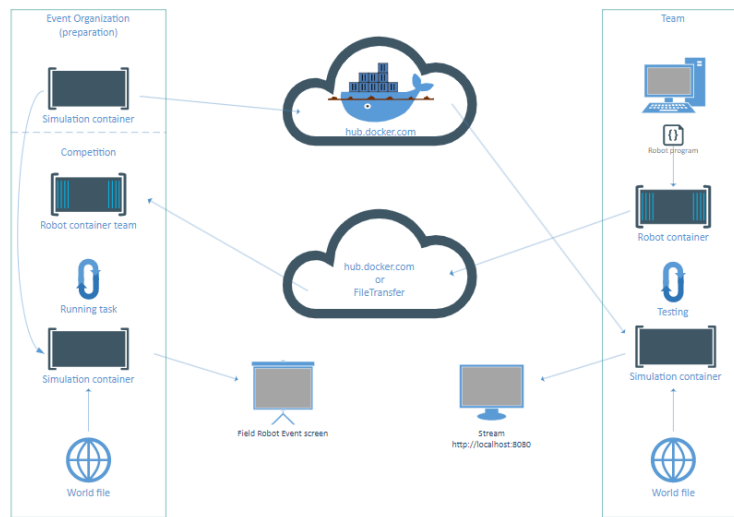 Event Organization
(preparation)
Simulation container
Competition
Robot container team
Running task
Simulation container
World file
hub.docker.com
hub.docker.com
or
FileTransfer
Field Robot Event screen
Stream
http://localhost:8080
Team
{}
Robot program
Robot container
Testing
Simulation container
World file